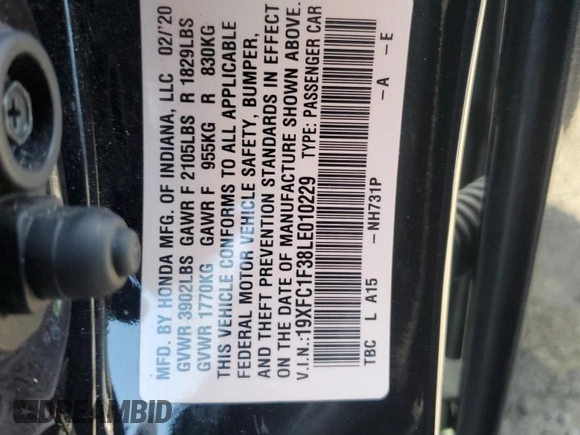 MFD. BY HONDA MFG. OF INDIANA, LLC 02/'20
GVWR 3902LBS GAWR F 2105LBS R 1829LBS
GVWR 1770KG GAWR F 955KG R 830KG
THIS VEHICLE CONFORMS TO ALL APPLICABLE
FEDERAL MOTOR VEHICLE SAFETY, BUMPER,
AND THEFT PREVENTION STANDARDS IN EFFECT
ON THE DATE OF MANUFACTURE SHOWN ABOVE.
V.I.N.:19XFC1F38LE010229 TYPE: PASSENGER CAR
TBC L A15 -NH731P -A -E
DREAMBID